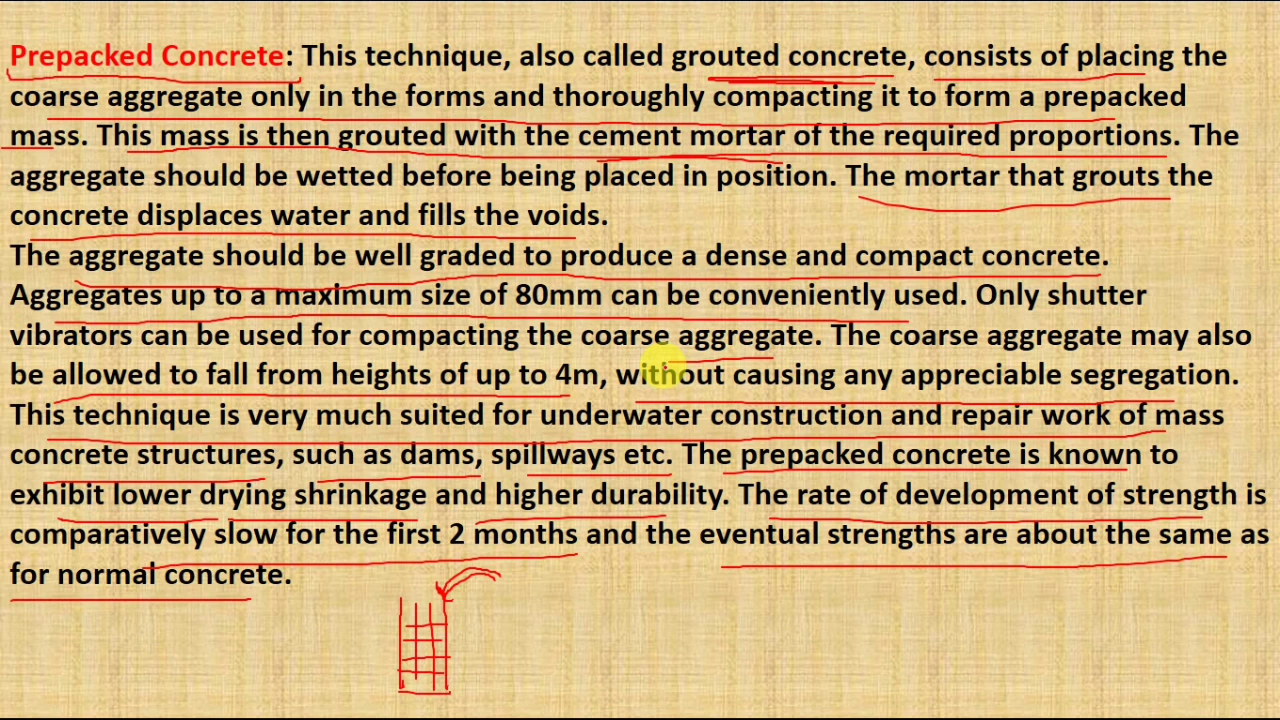 Prepacked Concrete: This technique, also called grouted concrete, consists of placing the
coarse aggregate only in the forms and thoroughly compacting it to form a prepacked
mass. This mass is then grouted with the cement mortar of the required proportions. The
aggregate should be wetted before being placed in position. The mortar that grouts the
concrete displaces water and fills the voids.
The aggregate should be well graded to produce a dense and compact concrete.
Aggregates up to a maximum size of 80mm can be conveniently used. Only shutter
vibrators can be used for compacting the coarse aggregate. The coarse aggregate may also
be allowed to fall from heights of up to 4m, without causing any appreciable segregation.
This technique is very much suited for underwater construction and repair work of mass
concrete structures, such as dams, spillways etc. The prepacked concrete is known to
exhibit lower drying shrinkage and higher durability. The rate of development of strength is
comparatively slow for the first 2 months and the eventual strengths are about the same as
for normal concrete.